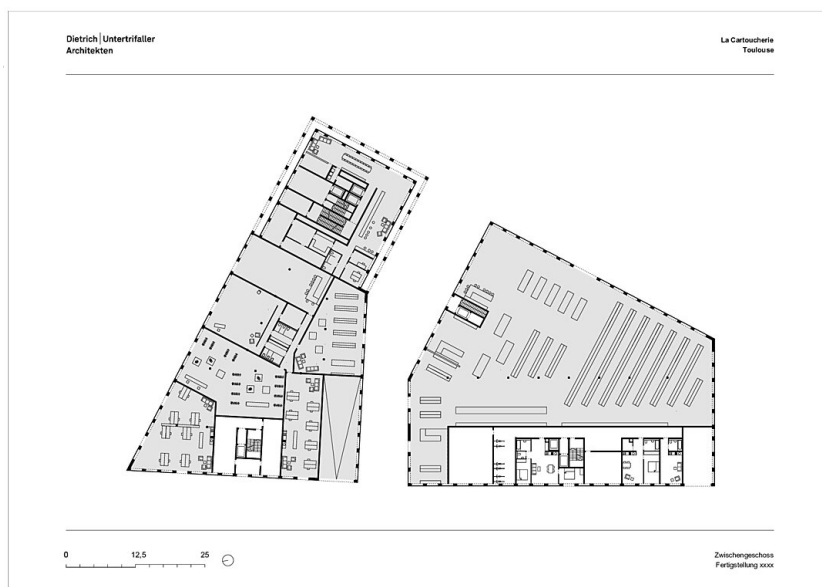 Dietrich|Untertrifaller
Architekten
La Cartoucherie
Toulouse
0 12,5 25
Zwischengeschoss
Fertigstellung xxxx